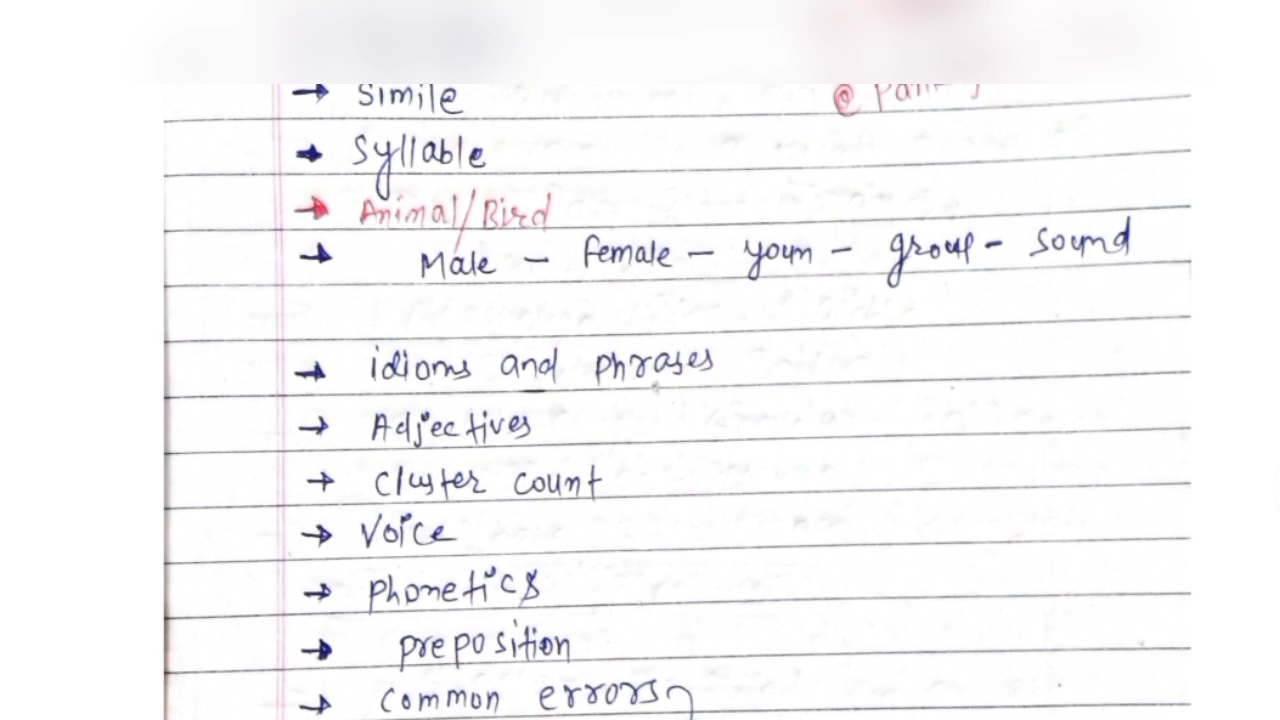 → Simile
→ Syllable
→ Animal/Bird
→ Male – female – youn – group - sound
→ idioms and phrases
→ Adjectives
→ cluster count
→ Voice
→ phonetics
→ preposition
→ common errors